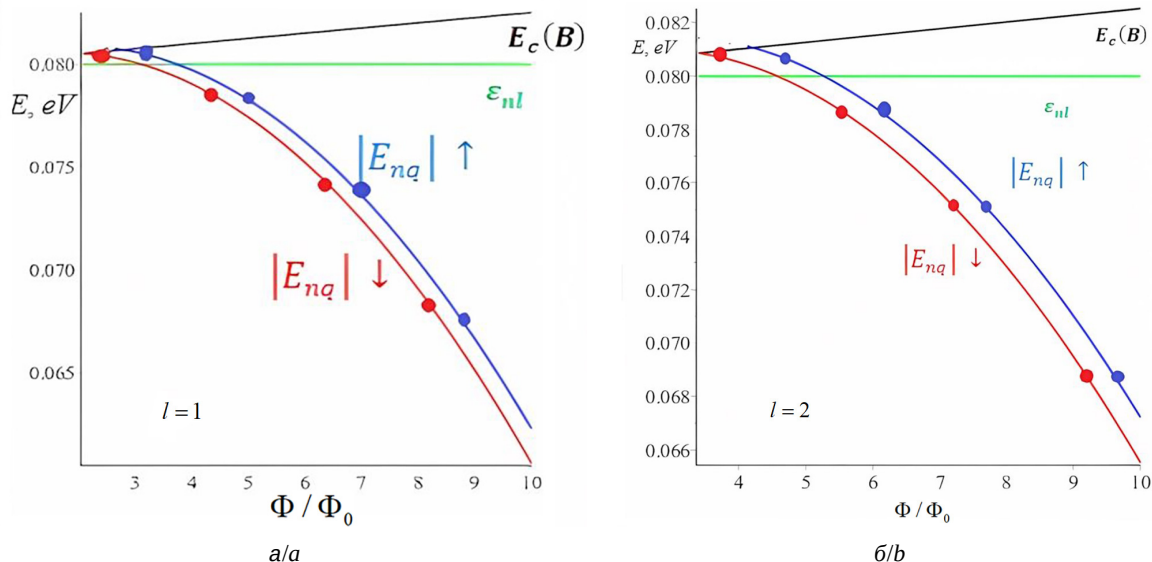 0.080
E, eV
0.075
0.070
0.065
E_c(B)
ε_nl
|E_nq| ↑
|E_nq| ↓
l = 1
3 4 5 6 7 8 9 10
Φ / Φ_0
а/a
0.082
E, eV
0.080
0.078
0.076
0.074
0.072
0.070
0.068
0.066
E_c(B)
ε_nl
|E_nq| ↑
|E_nq| ↓
l = 2
4 5 6 7 8 9 10
Φ / Φ_0
б/b